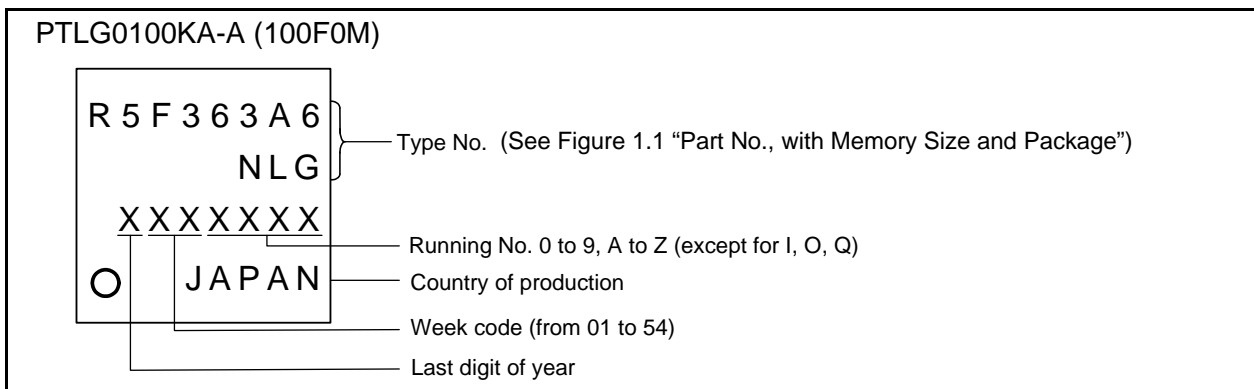 PTLG0100KA-A (100F0M)
R5F363A6
NLG
Type No. (See Figure 1.1 “Part No., with Memory Size and Package”)
XXXXXXX
Running No. 0 to 9, A to Z (except for I, O, Q)
JAPAN
Country of production
Week code (from 01 to 54)
Last digit of year